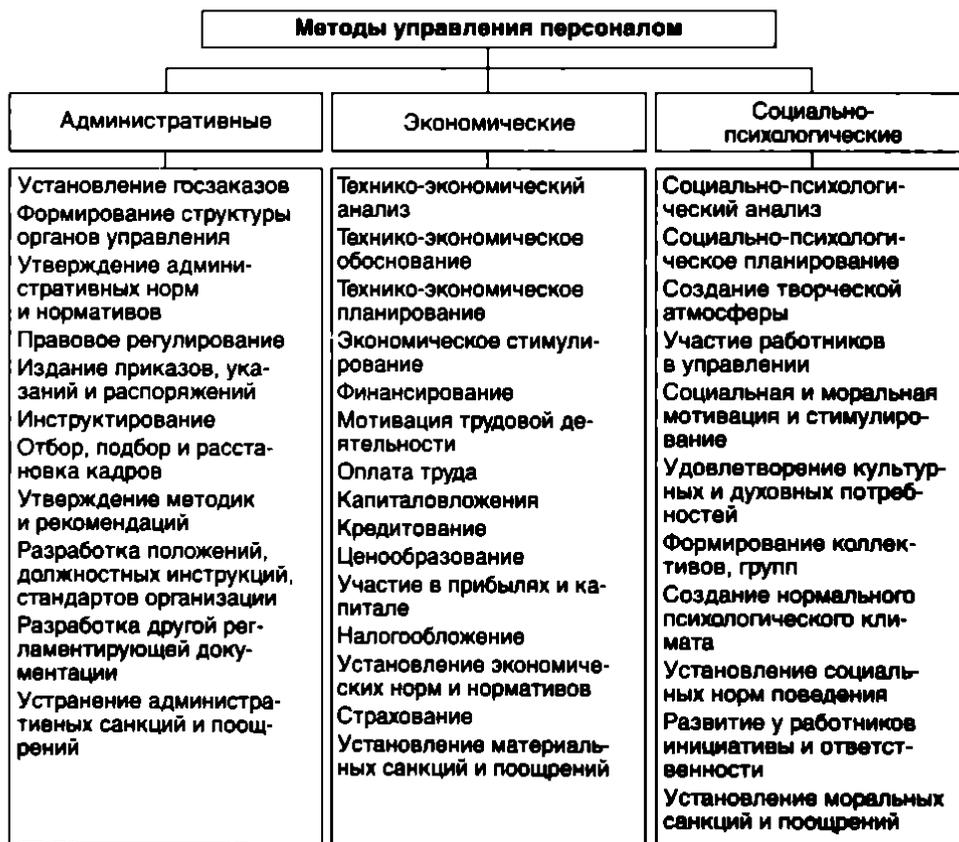 Методы управления персоналом
Административные
Экономические
Социально-
психологические
Установление госзаказов
Формирование структуры
органов управления
Утверждение админи-
стративных норм
и нормативов
Правовое регулирование
Издание приказов, ука-
заний и распоряжений
Инструктирование
Отбор, подбор и расста-
новка кадров
Утверждение методик
и рекомендаций
Разработка положений,
должностных инструкций,
стандартов организации
Разработка другой рег-
ламентирующей доку-
ментации
Устранение администра-
тивных санкций и поощ-
рений
Технико-экономический
анализ
Технико-экономическое
обоснование
Технико-экономическое
планирование
Экономическое стимули-
рование
Финансирование
Мотивация трудовой де-
ятельности
Оплата труда
Капиталовложения
Кредитование
Ценообразование
Участие в прибылях и ка-
питале
Налогообложение
Установление экономиче-
ских норм и нормативов
Страхование
Установление материаль-
ных санкций и поощрений
Социально-психологи-
ческий анализ
Социально-психологи-
ческое планирование
Создание творческой
атмосферы
Участие работников
в управлении
Социальная и моральная
мотивация и стимулиро-
вание
Удовлетворение культур-
ных и духовных потреб-
ностей
Формирование коллек-
тивов, групп
Создание нормального
психологического кли-
мата
Установление социаль-
ных норм поведения
Развитие у работников
инициативы и ответст-
венности
Установление моральных
санкций и поощрений